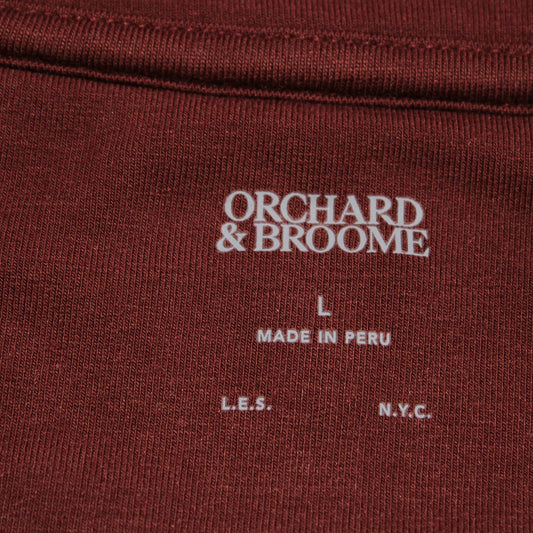 ORCHARD
& BROOME
L
MADE IN PERU
L.E.S. N.Y.C.